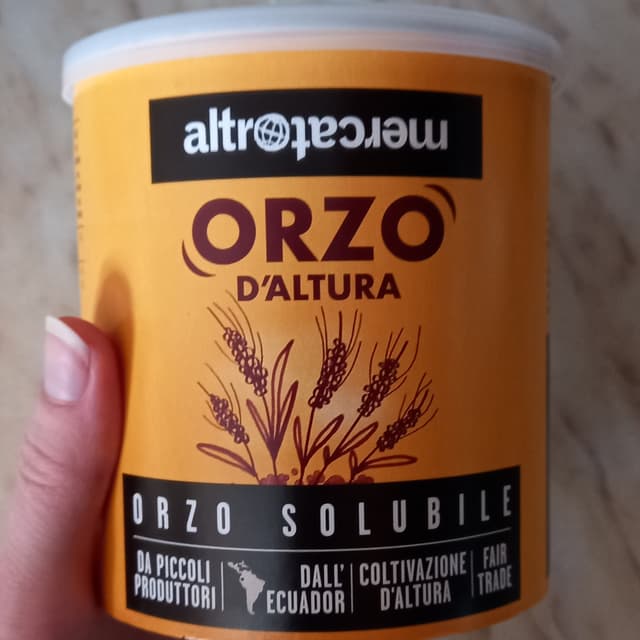 altromercato
ORZO
D'ALTURA
ORZO SOLUBILE
DA PICCOLI
PRODUTTORI
DALL'
ECUADOR
COLTIVAZIONE
D'ALTURA
FAIR
TRADE